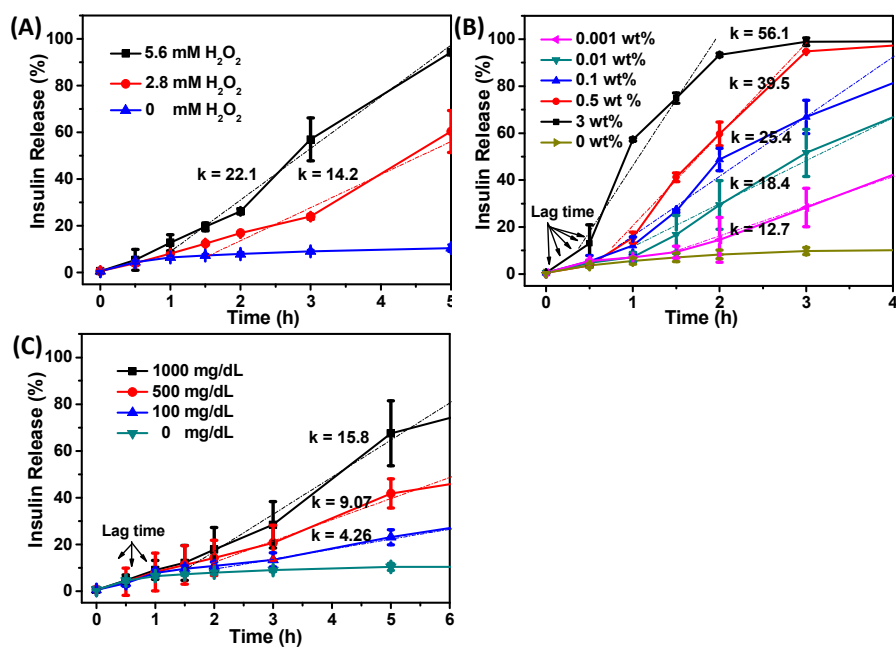 (A)
5.6 mM H₂O₂
2.8 mM H₂O₂
0 mM H₂O₂
k = 22.1
k = 14.2
Insulin Release (%)
100
80
60
40
20
0
0 1 2 3 4 5
Time (h)
(B)
0.001 wt%
0.01 wt%
0.1 wt%
0.5 wt %
3 wt%
0 wt%
k = 56.1
k = 39.5
k = 25.4
k = 18.4
k = 12.7
Lag time
Insulin Release (%)
100
80
60
40
20
0
0 1 2 3 4
Time (h)
(C)
1000 mg/dL
500 mg/dL
100 mg/dL
0 mg/dL
k = 15.8
k = 9.07
k = 4.26
Lag time
Insulin Release (%)
100
80
60
40
20
0
0 1 2 3 4 5 6
Time (h)